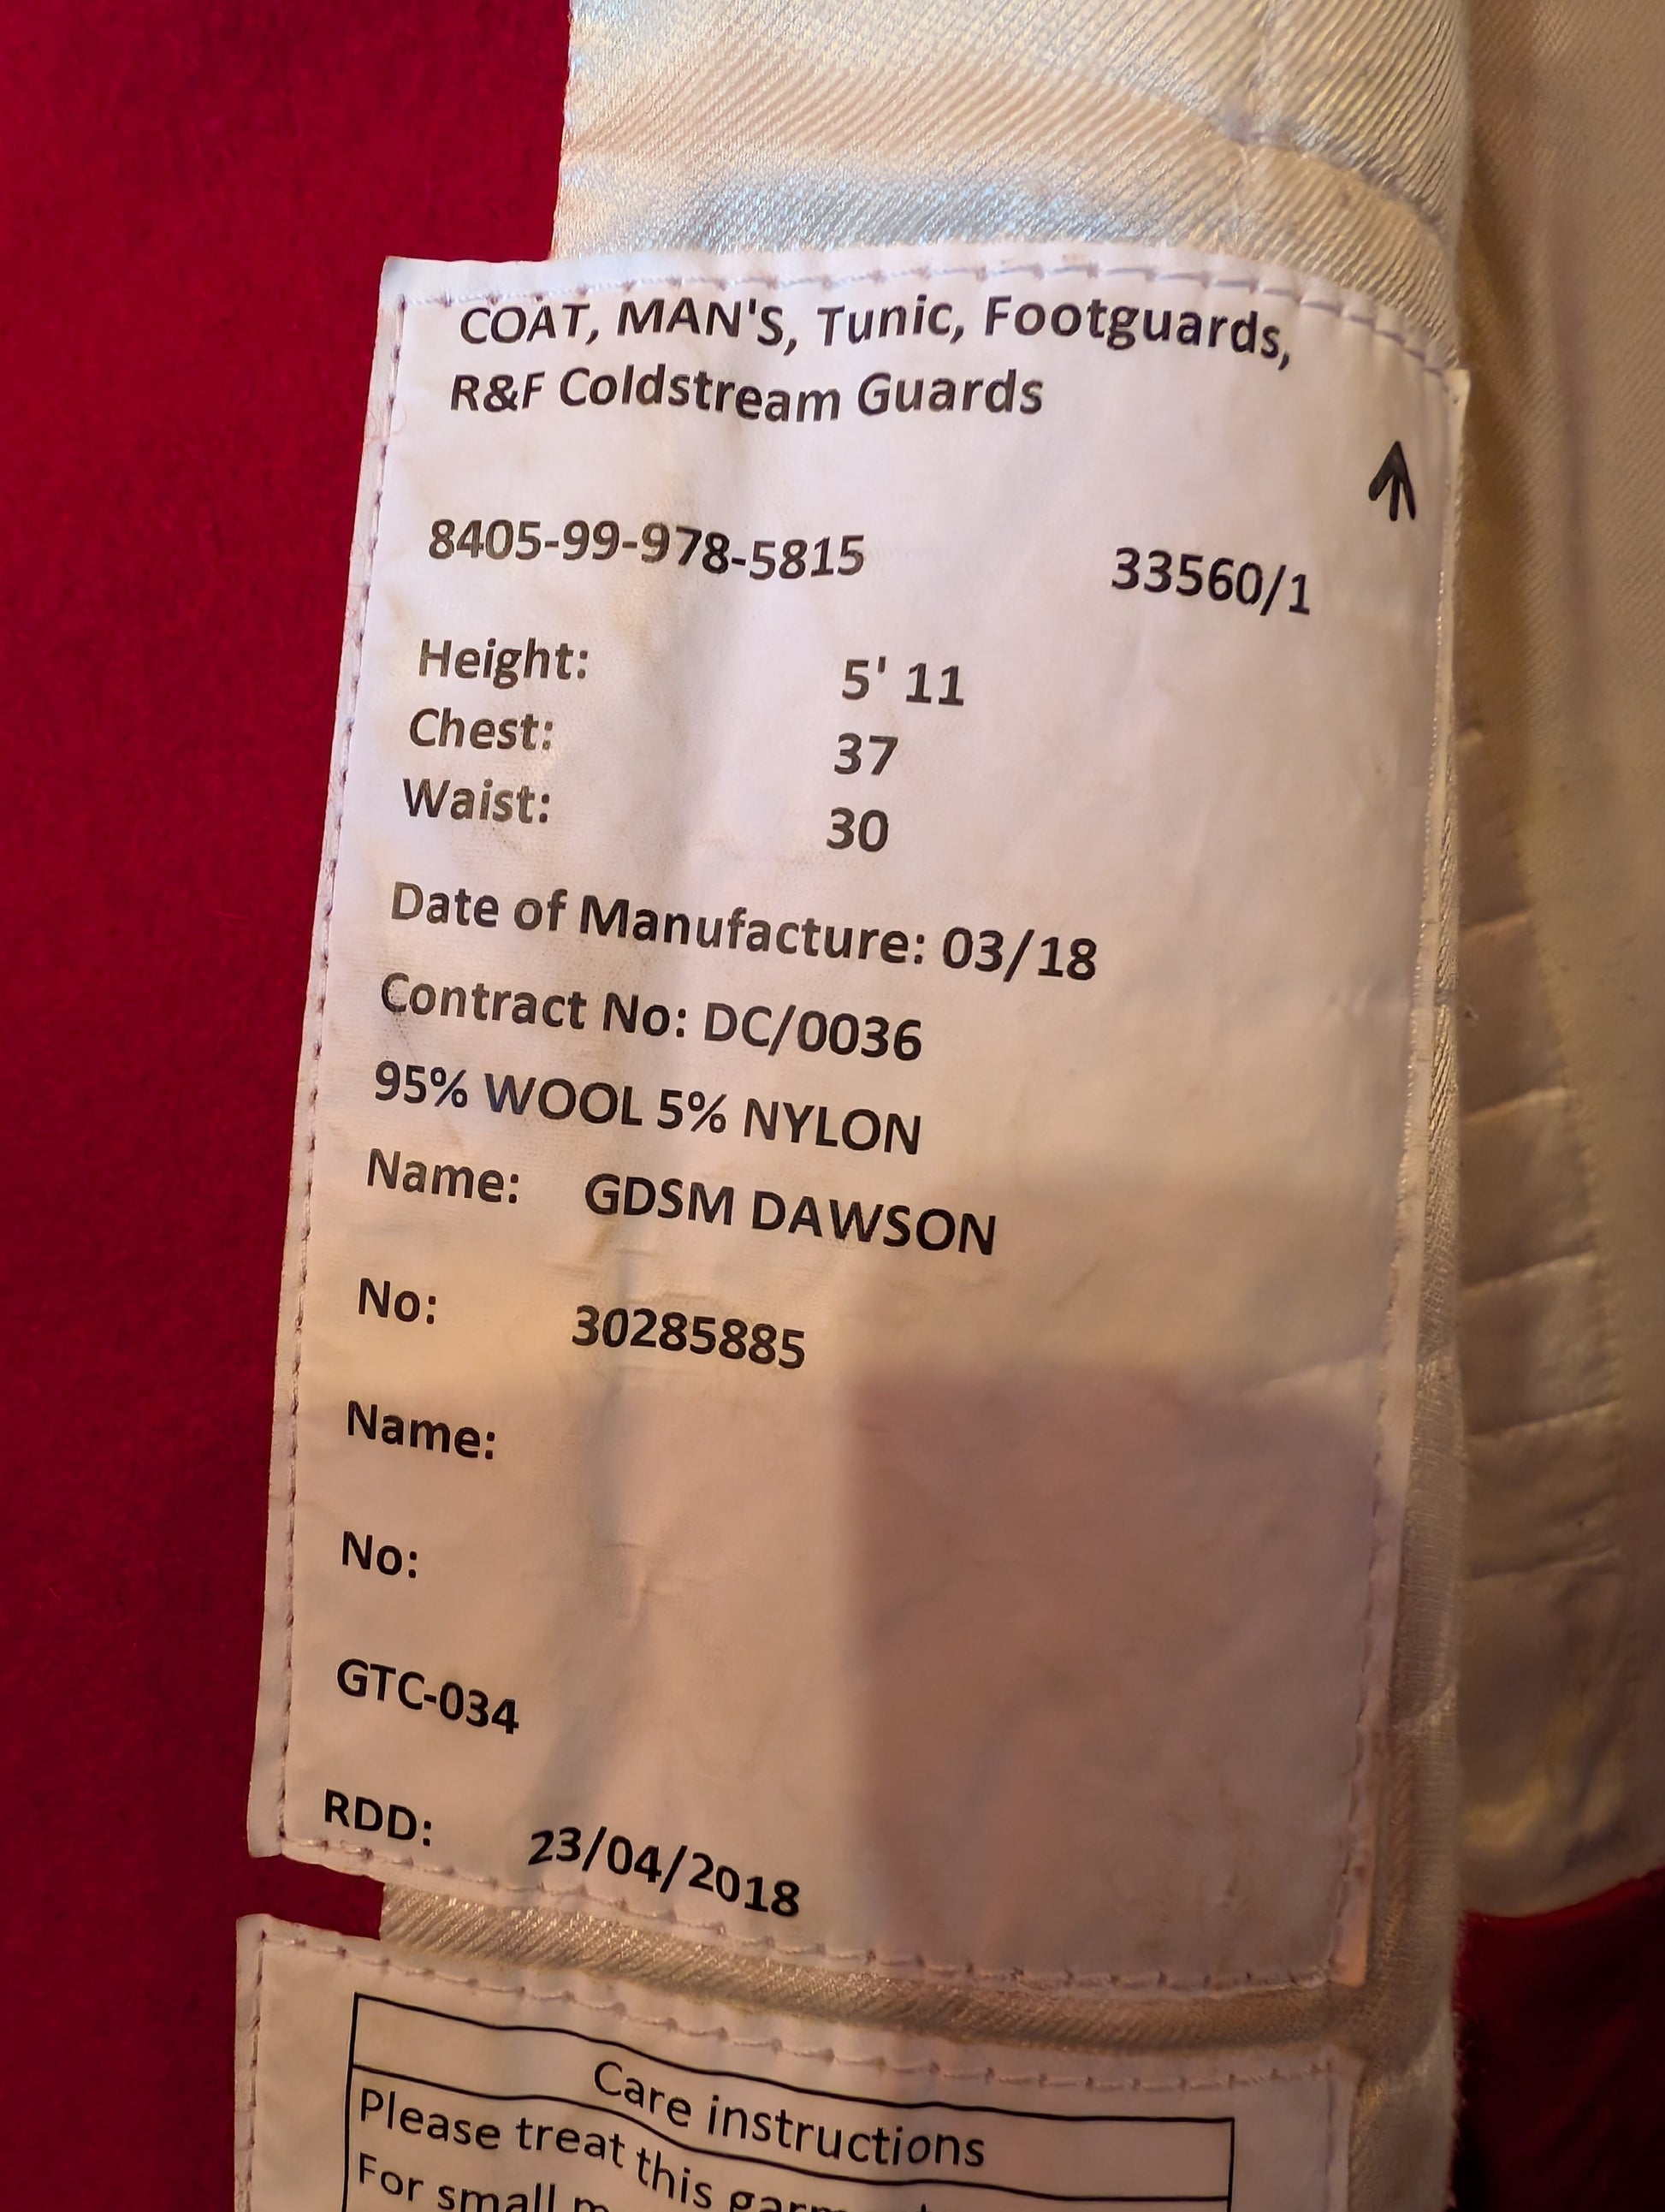 COAT, MAN'S, Tunic, Footguards,
R&F Coldstream Guards
8405-99-978-5815 33560/1
Height: 5' 11
Chest: 37
Waist: 30
Date of Manufacture: 03/18
Contract No: DC/0036
95% WOOL 5% NYLON
Name: GDSM DAWSON
No: 30285885
Name:
No:
GTC-034
RDD: 23/04/2018
Care instructions
Please treat this
For small